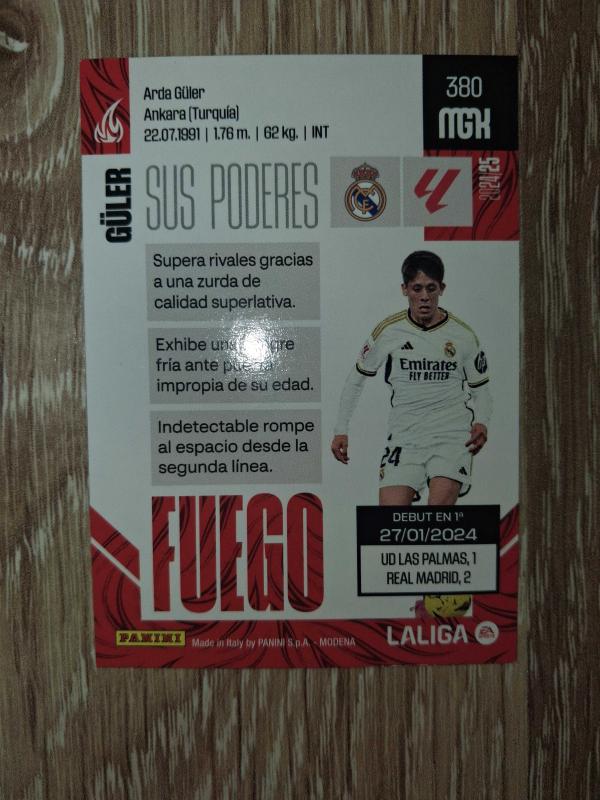 Arda Güler
Ankara (Turquía)
22.07.1991 | 1.76 m. | 62 kg. | INT
380
MGK
GÜLER
SUS PODERES
2024/25
Supera rivales gracias
a una zurda de
calidad superlativa.
Exhibe una
fría ante
impropia de su edad.
Indetectable rompe
al espacio desde la
segunda línea.
Emirates
FLY BETTER
24
FUEGO
DEBUT EN 1ª
27/01/2024
UD LAS PALMAS, 1
REAL MADRID, 2
PANINI
Made in Italy by PANINI S.p.A. - MODENA
LALIGA